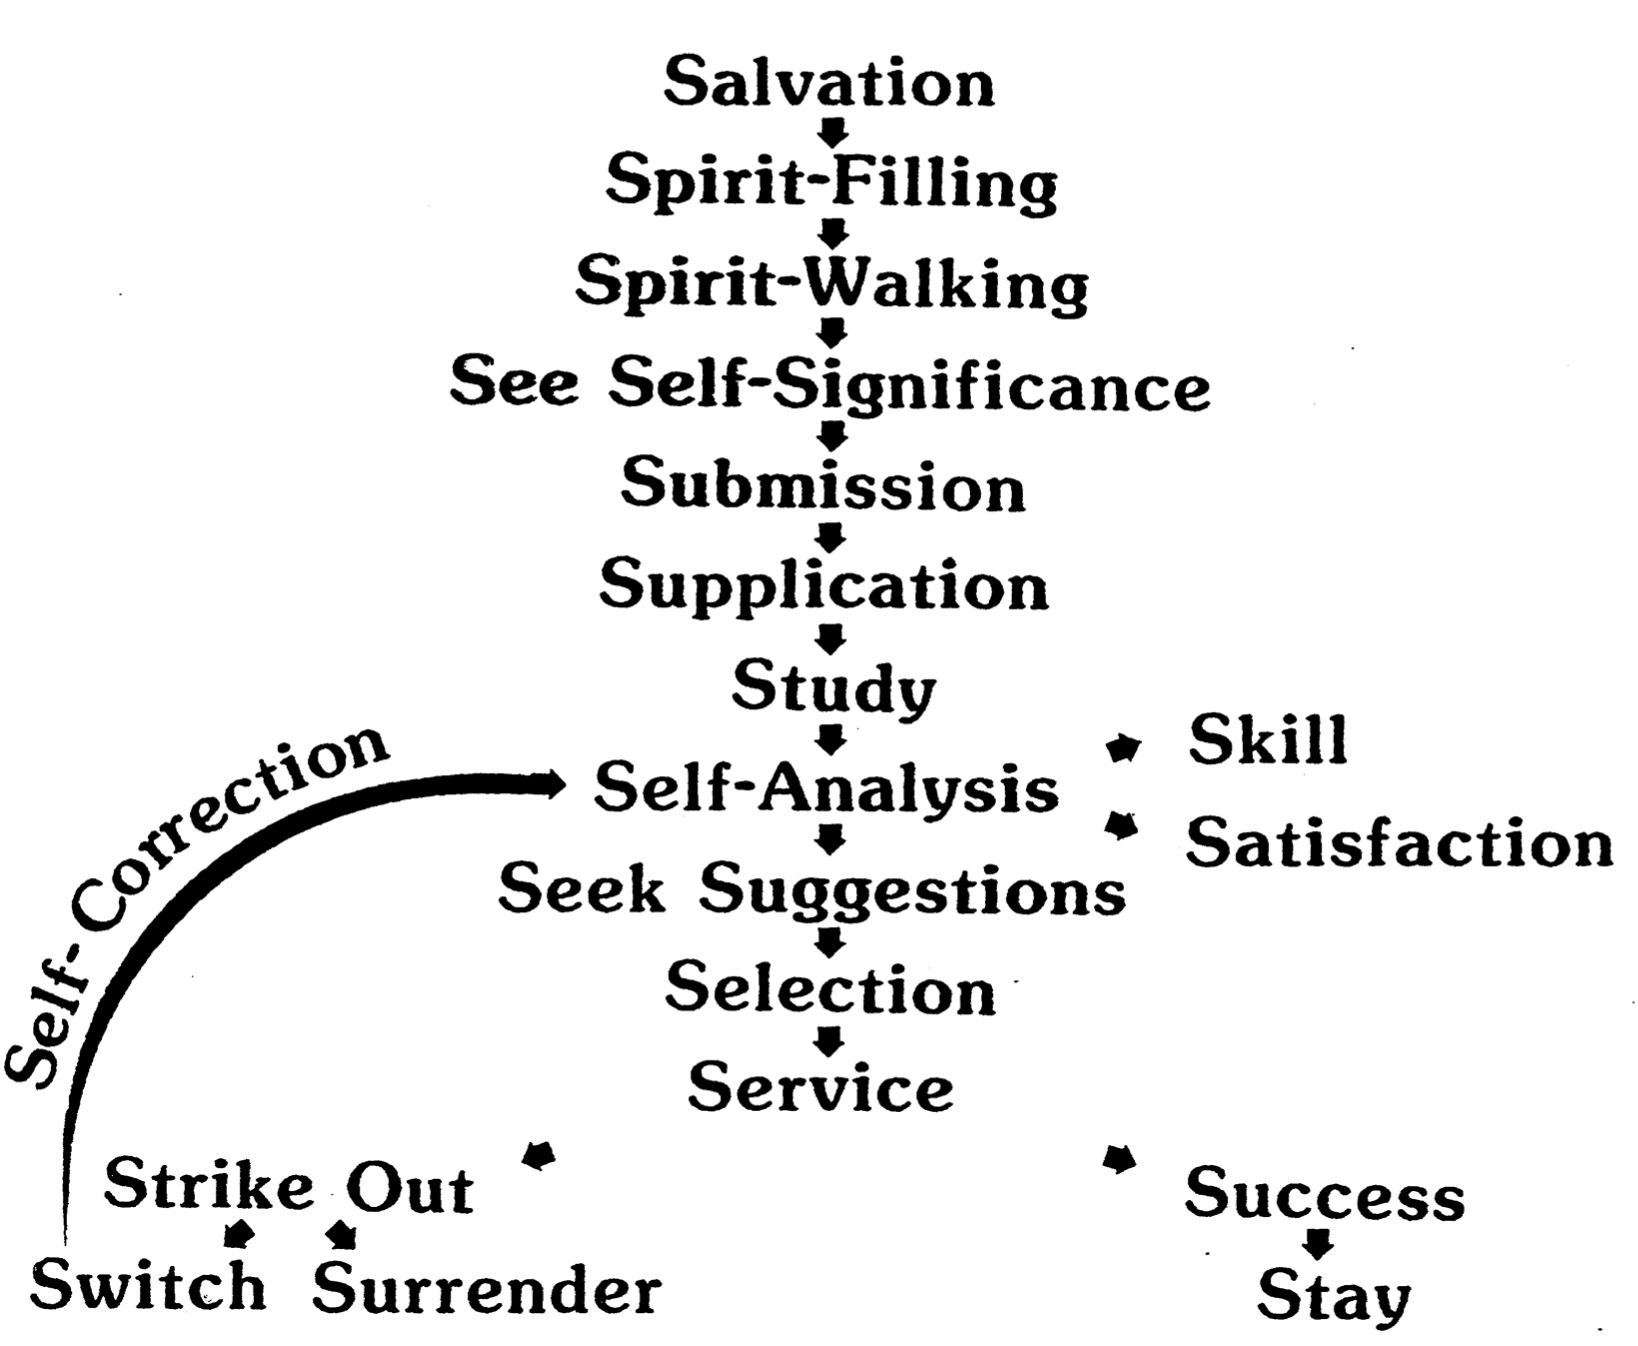 Salvation
Spirit-Filling
Spirit-Walking
See Self-Significance
Submission
Supplication
Study
Self-Analysis
Skill
Satisfaction
Seek Suggestions
Selection
Service
Self-Correction
Strike Out
Switch Surrender
Success
Stay